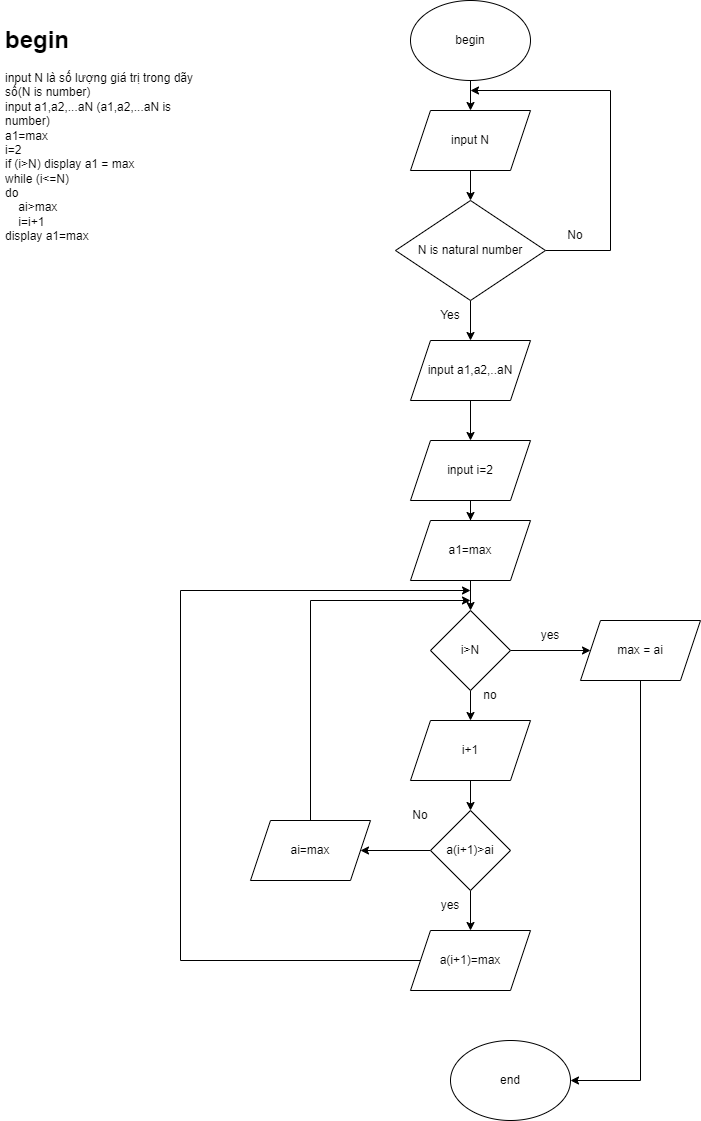 begin
input N là số lượng giá trị trong dãy
số(N is number)
input a1,a2,...aN (a1,a2,...aN is
number)
a1=max
i=2
if (i>N) display a1 = max
while (i<=N)
do
ai>max
i=i+1
display a1=max
begin
input N
N is natural number
No
Yes
input a1,a2,..aN
input i=2
a1=max
i>N
yes
max = ai
no
i+1
No
a(i+1)>ai
ai=max
yes
a(i+1)=max
end